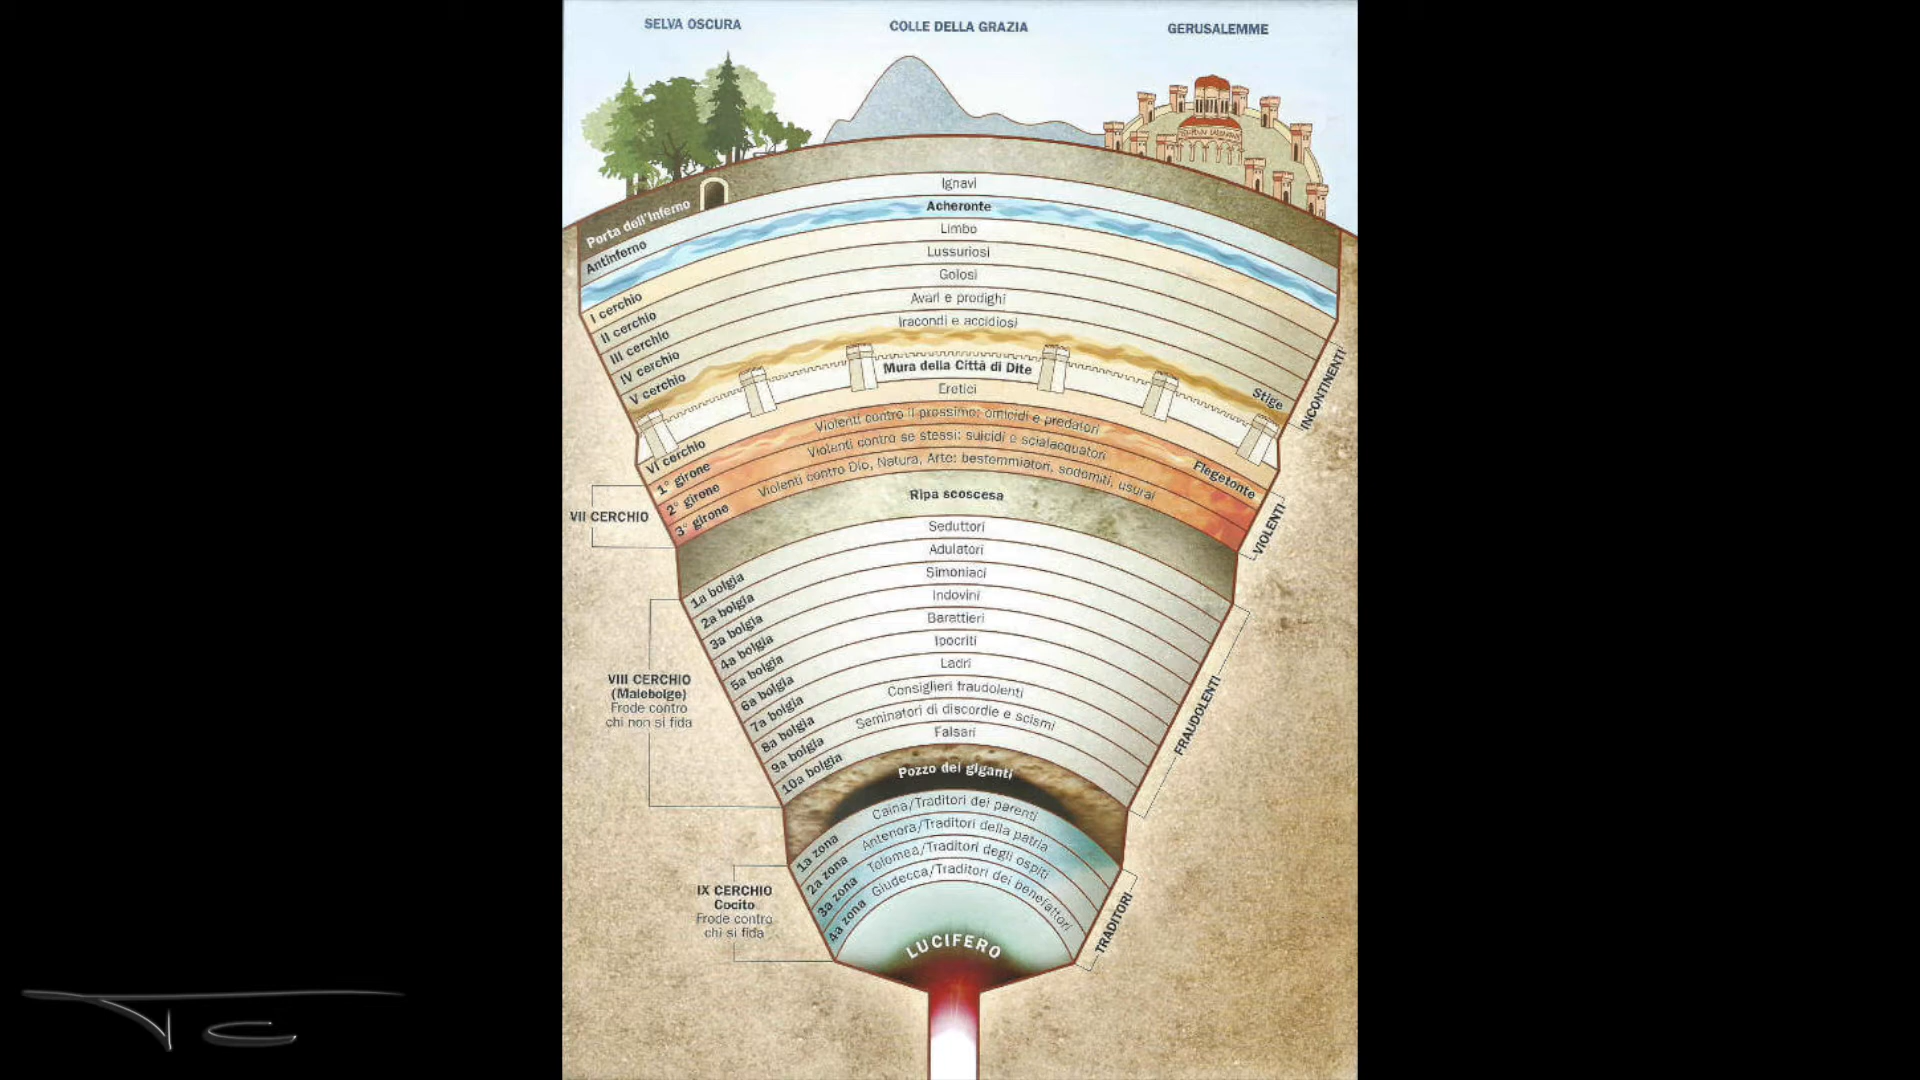 SELVA OSCURA
COLLE DELLA GRAZIA
GERUSALEMME
Porta dell'Inferno
Antinferno
Ignavi
Acheronte
I cerchio
Limbo
II cerchio
Lussuriosi
III cerchio
Golosi
IV cerchio
Avari e prodighi
V cerchio
Iracondi e accidiosi
Stige
INCONTINENTI
Mura della Città di Dite
VI cerchio
Eretici
VII CERCHIO
1° girone
Violenti contro il prossimo: omicidi e predatori
2° girone
Violenti contro se stessi: suicidi e scialacquatori
3° girone
Violenti contro Dio, Natura, Arte: bestemmiatori, sodomiti, usurai
Flegetonte
VIOLENTI
Ripa scoscesa
VIII CERCHIO
(Malebolge)
Frode contro
chi non si fida
1a bolgia
Seduttori
2a bolgia
Adulatori
3a bolgia
Simoniaci
4a bolgia
Indovini
5a bolgia
Barattieri
6a bolgia
Ipocriti
7a bolgia
Ladri
8a bolgia
Consiglieri fraudolenti
9a bolgia
Seminatori di discordie e scismi
10a bolgia
Falsari
FRAUDOLENTI
Pozzo dei giganti
IX CERCHIO
Cocito
Frode contro
chi si fida
1a zona
Caina/Traditori dei parenti
2a zona
Antenora/Traditori della patria
3a zona
Tolomea/Traditori degli ospiti
4a zona
Giudecca/Traditori dei benefattori
TRADITORI
LUCIFERO